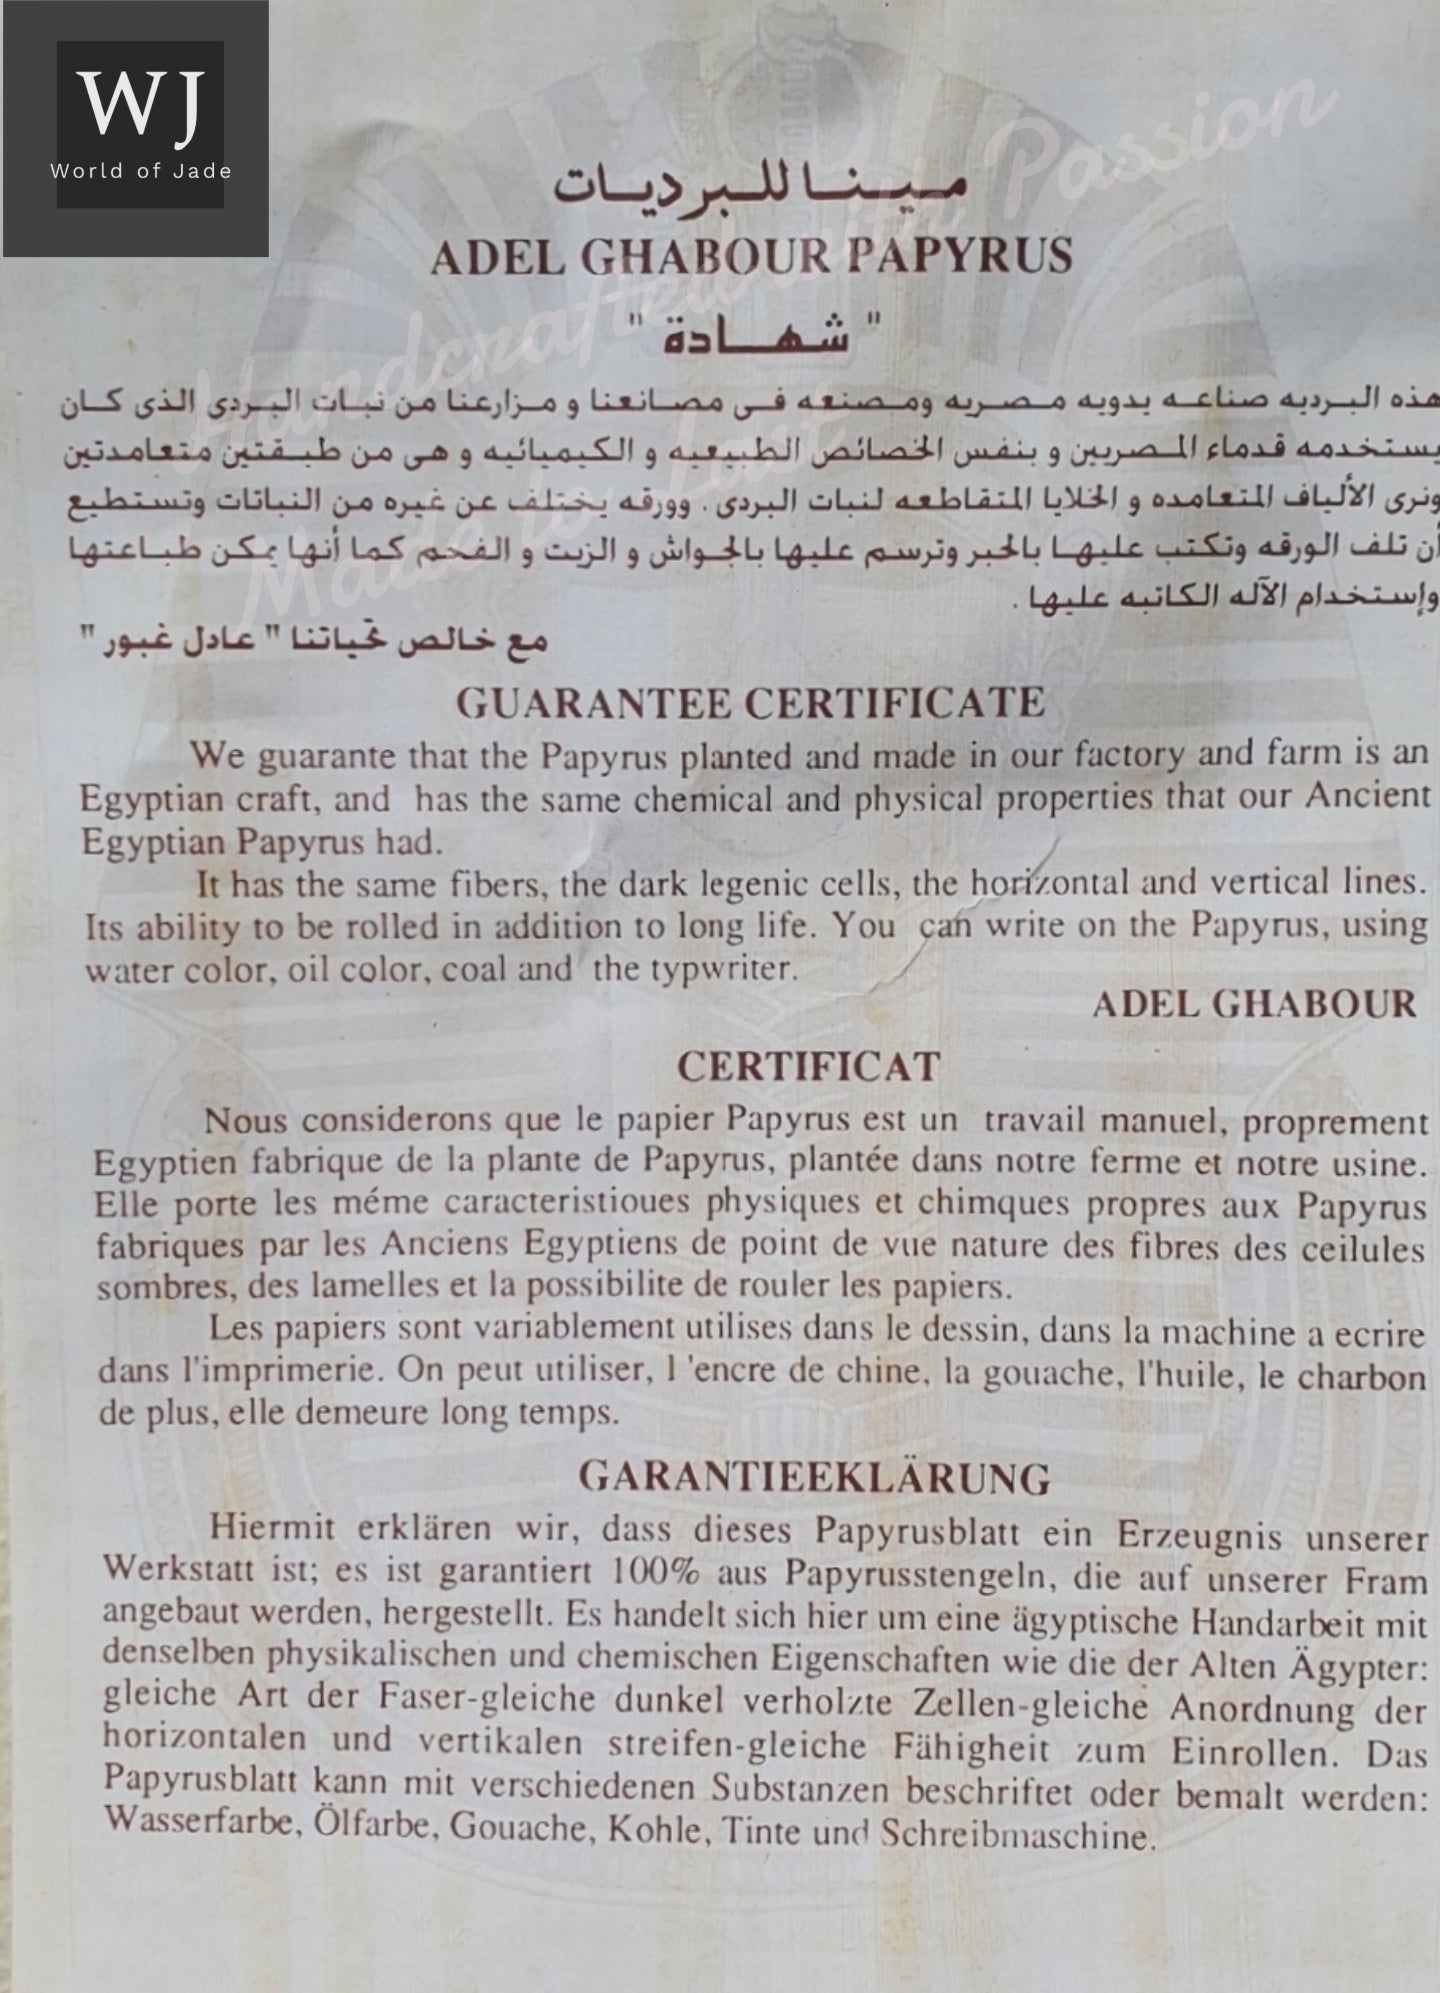 WJ
World of Jade
Handcrafted with Passion
Made to Last
مينا للبرديات
ADEL GHABOUR PAPYRUS
" شهادة "
هذه البرديه صناعه يدويه مصريه ومصنعه فى مصانعنا و مزارعنا من نبات البردى الذى كان
يستخدمه قدماء المصريين و بنفس الخصائص الطبيعيه و الكيميائيه و هى من طبقتين متعامدتين
ونرى الألياف المتعامده و الخلايا المتقاطعه لنبات البردى . وورقه يختلف عن غيره من النباتات وتستطيع
أن تلف الورقه وتكتب عليها بالحبر وترسم عليها بالجواش و الزيت و الفحم كما أنها يمكن طباعتها
وإستخدام الآله الكاتبه عليها .
مع خالص تحياتنا " عادل غبور "
GUARANTEE CERTIFICATE
We guarante that the Papyrus planted and made in our factory and farm is an
Egyptian craft, and has the same chemical and physical properties that our Ancient
Egyptian Papyrus had.
It has the same fibers, the dark legenic cells, the horizontal and vertical lines.
Its ability to be rolled in addition to long life. You can write on the Papyrus, using
water color, oil color, coal and the typwriter.
ADEL GHABOUR
CERTIFICAT
Nous considerons que le papier Papyrus est un travail manuel, proprement
Egyptien fabrique de la plante de Papyrus, plantée dans notre ferme et notre usine.
Elle porte les méme caracteristioues physiques et chimques propres aux Papyrus
fabriques par les Anciens Egyptiens de point de vue nature des fibres des ceilules
sombres, des lamelles et la possibilite de rouler les papiers.
Les papiers sont variablement utilises dans le dessin, dans la machine a ecrire
dans l'imprimerie. On peut utiliser, l 'encre de chine, la gouache, l'huile, le charbon
de plus, elle demeure long temps.
GARANTIEEKLÄRUNG
Hiermit erklären wir, dass dieses Papyrusblatt ein Erzeugnis unserer
Werkstatt ist; es ist garantiert 100% aus Papyrusstengeln, die auf unserer Fram
angebaut werden, hergestellt. Es handelt sich hier um eine ägyptische Handarbeit mit
denselben physikalischen und chemischen Eigenschaften wie die der Alten Ägypter:
gleiche Art der Faser-gleiche dunkel verholzte Zellen-gleiche Anordnung der
horizontalen und vertikalen streifen-gleiche Fähigheit zum Einrollen. Das
Papyrusblatt kann mit verschiedenen Substanzen beschriftet oder bemalt werden:
Wasserfarbe, Ölfarbe, Gouache, Kohle, Tinte und Schreibmaschine.